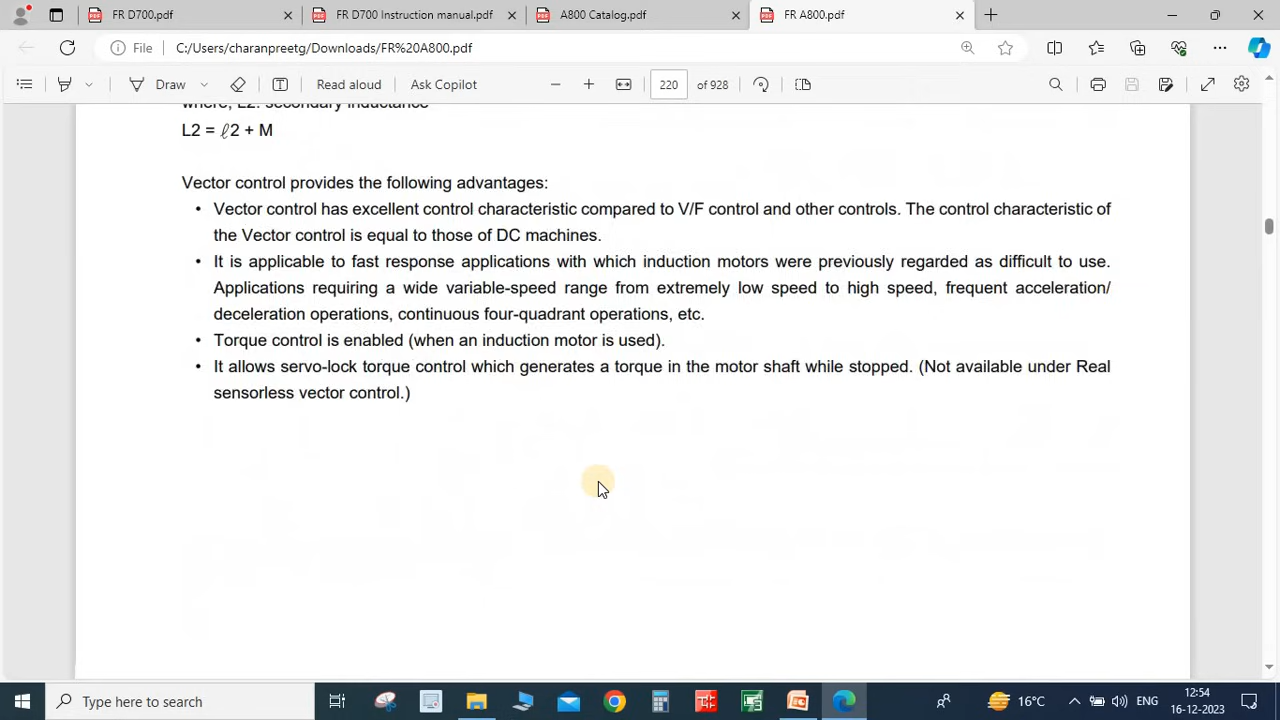 FR D700.pdf
FR D700 Instruction manual.pdf
A800 Catalog.pdf
FR A800.pdf
File
C:/Users/charanpreetg/Downloads/FR%20A800.pdf
Draw
Read aloud
Ask Copilot
220
of 928
where, L2: secondary inductance
L2 = ℓ2 + M
Vector control provides the following advantages:
• Vector control has excellent control characteristic compared to V/F control and other controls. The control characteristic of
the Vector control is equal to those of DC machines.
• It is applicable to fast response applications with which induction motors were previously regarded as difficult to use.
Applications requiring a wide variable-speed range from extremely low speed to high speed, frequent acceleration/
deceleration operations, continuous four-quadrant operations, etc.
• Torque control is enabled (when an induction motor is used).
• It allows servo-lock torque control which generates a torque in the motor shaft while stopped. (Not available under Real
sensorless vector control.)
Type here to search
16°C
ENG
12:54
16-12-2023